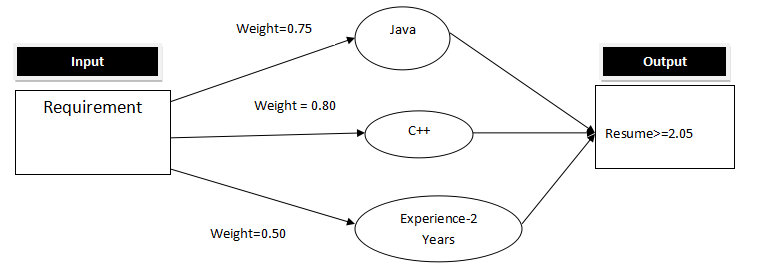 Weight=0.75
Java
Input
Output
Requirement
Weight = 0.80
C++
Resume>=2.05
Experience-2
Years
Weight=0.50